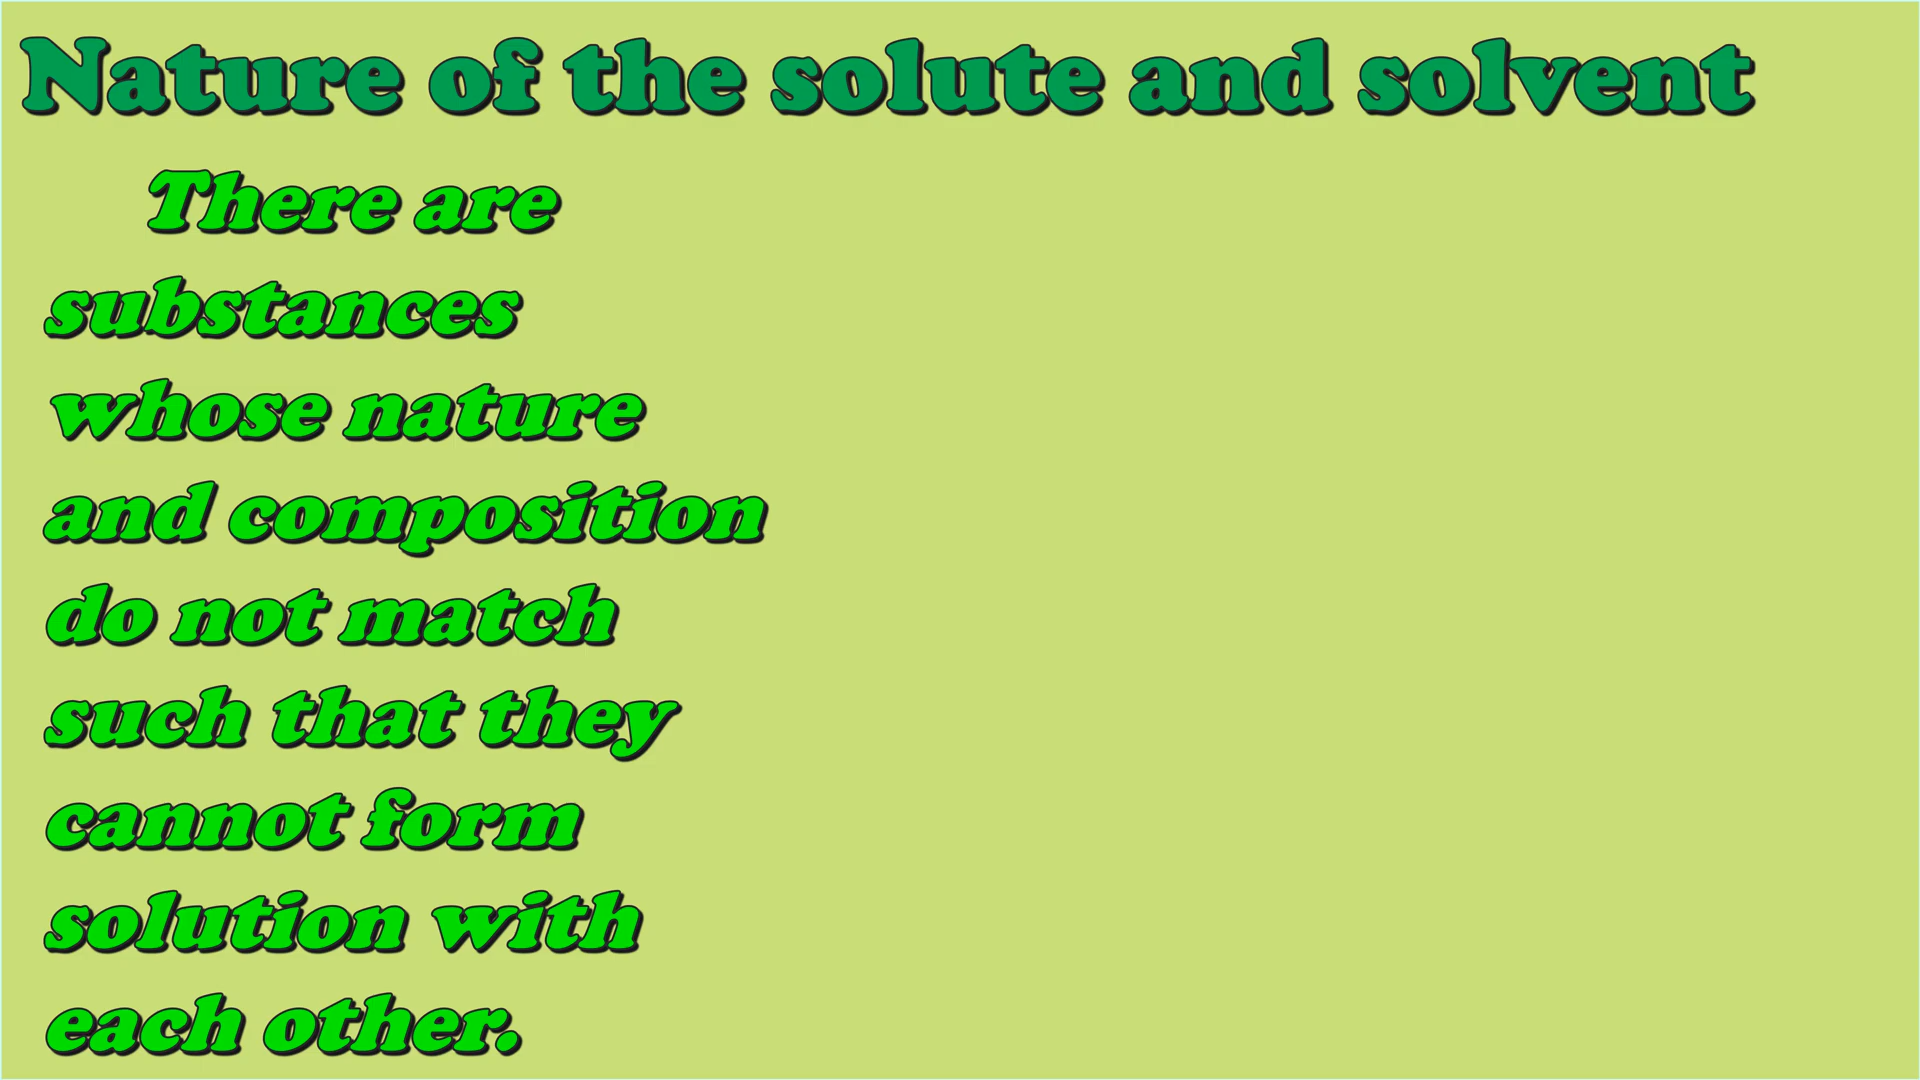 Nature of the solute and solvent
There are
substances
whose nature
and composition
do not match
such that they
cannot form
solution with
each other.